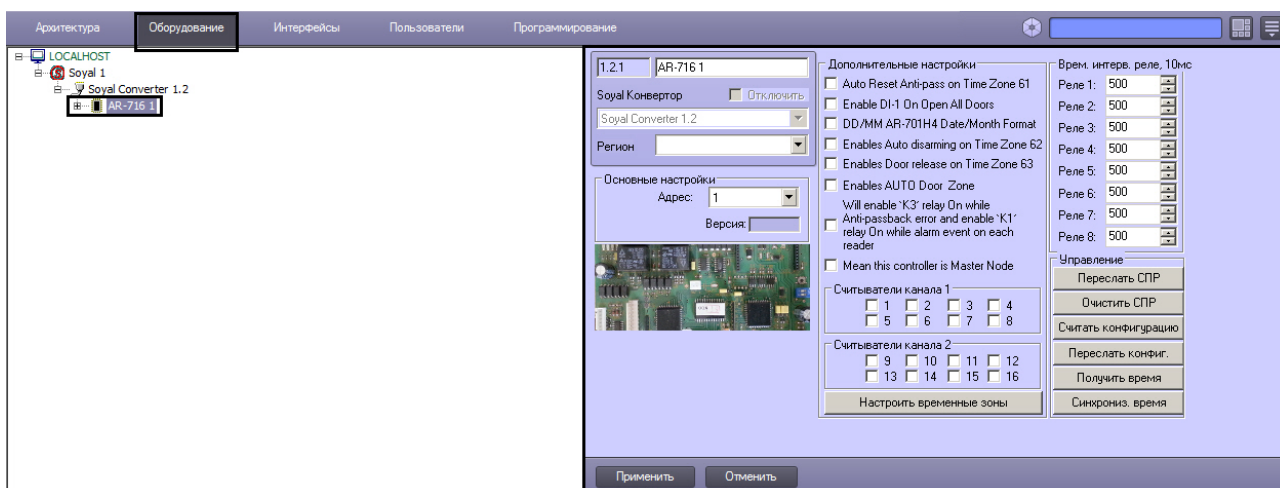 Архитектура Оборудование Интерфейсы Пользователи Программирование
LOCALHOST
Soyal 1
Soyal Converter 1.2
AR-716 1
1.2.1 AR-716 1
Soyal Конвертор Отключить
Soyal Converter 1.2
Регион
Основные настройки
Адрес: 1
Версия:
Дополнительные настройки
Auto Reset Anti-pass on Time Zone 61
Enable DI-1 On Open All Doors
DD/MM AR-701H4 Date/Month Format
Enables Auto disarming on Time Zone 62
Enables Door release on Time Zone 63
Enables AUTO Door Zone
Will enable `K3` relay On while
Anti-passback error and enable `K1`
relay On while alarm event on each
reader
Mean this controller is Master Node
Считыватели канала 1
1 2 3 4
5 6 7 8
Считыватели канала 2
9 10 11 12
13 14 15 16
Настроить временные зоны
Врем. интерв. реле, 10мс
Реле 1: 500
Реле 2: 500
Реле 3: 500
Реле 4: 500
Реле 5: 500
Реле 6: 500
Реле 7: 500
Реле 8: 500
Управление
Переслать СПР
Очистить СПР
Считать конфигурацию
Переслать конфиг.
Получить время
Синхрониз. время
Применить Отменить